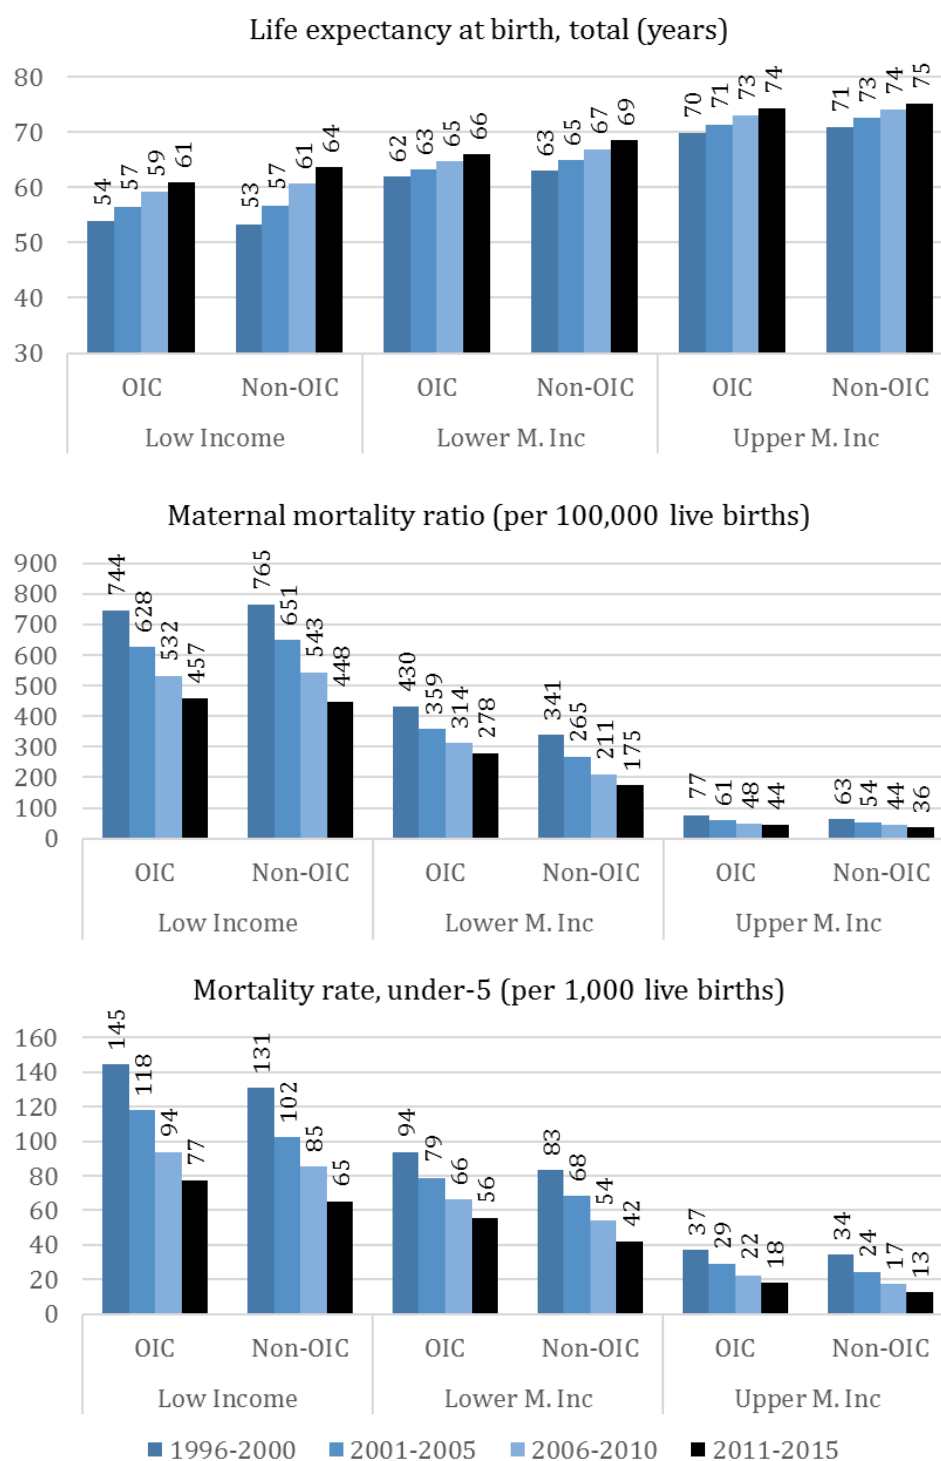 Life expectancy at birth, total (years)
80
70
60
50
40
30
54 57 59 61 53 57 61 64 62 63 65 66 63 65 67 69 70 71 73 74 71 73 74 75
OIC Non-OIC OIC Non-OIC OIC Non-OIC
Low Income Lower M. Inc Upper M. Inc
Maternal mortality ratio (per 100,000 live births)
900
800
700
600
500
400
300
200
100
0
744 628 532 457 765 651 543 448 430 359 314 278 341 265 211 175 77 61 48 44 63 54 44 36
OIC Non-OIC OIC Non-OIC OIC Non-OIC
Low Income Lower M. Inc Upper M. Inc
Mortality rate, under-5 (per 1,000 live births)
160
140
120
100
80
60
40
20
0
145 118 94 77 131 102 85 65 94 79 66 56 83 68 54 42 37 29 22 18 34 24 17 13
OIC Non-OIC OIC Non-OIC OIC Non-OIC
Low Income Lower M. Inc Upper M. Inc
1996-2000 2001-2005 2006-2010 2011-2015